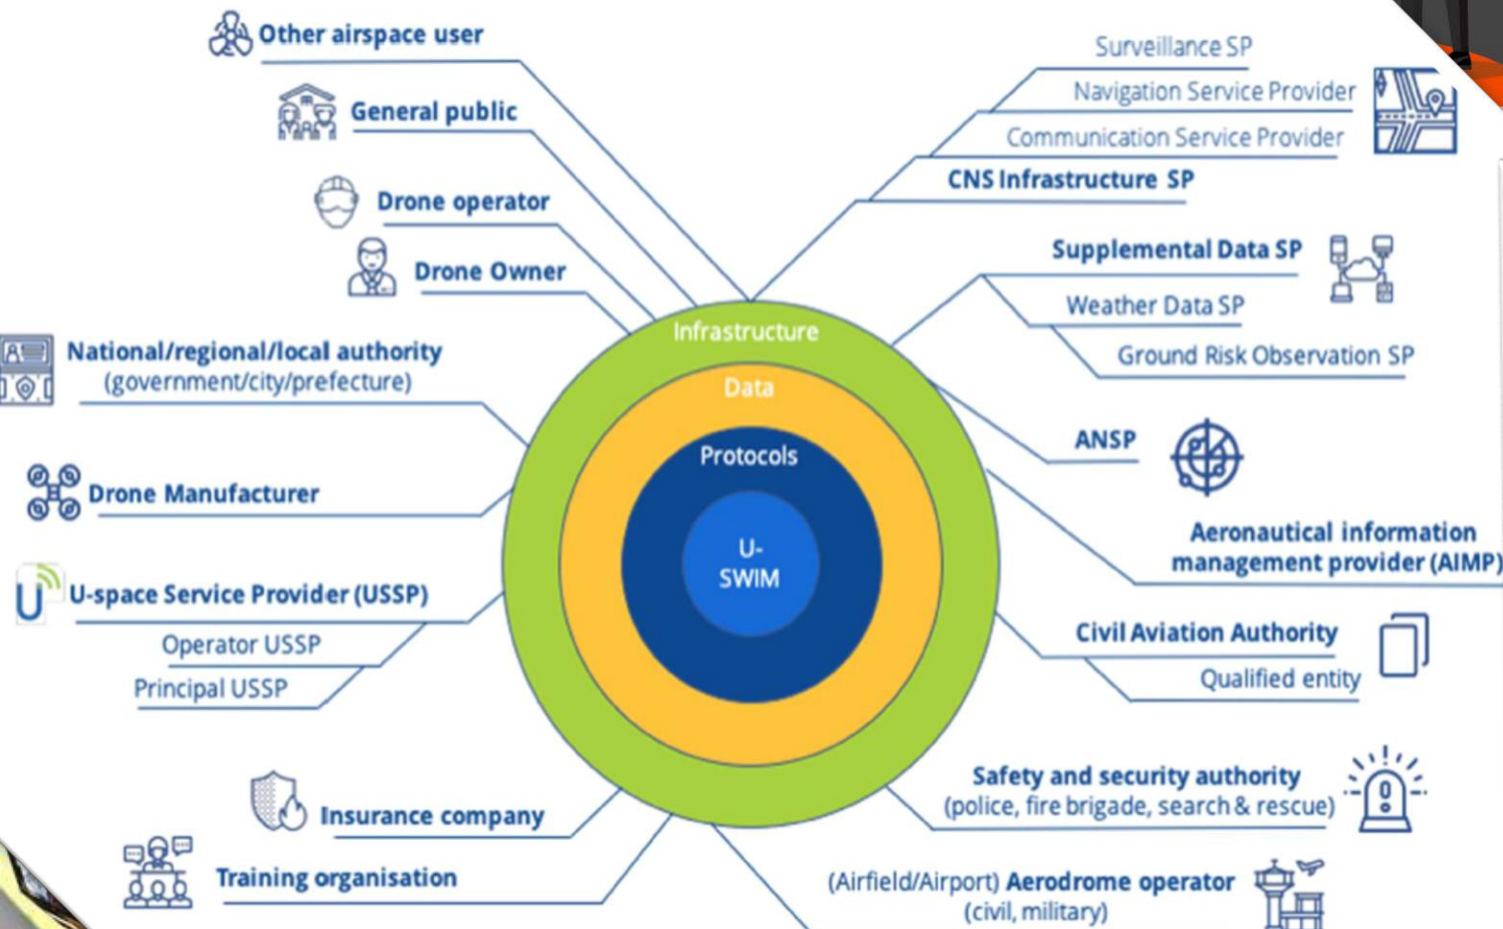 Other airspace user
General public
Drone operator
Drone Owner
National/regional/local authority
(government/city/prefecture)
Drone Manufacturer
U
U-space Service Provider (USSP)
Operator USSP
Principal USSP
Insurance company
Training organisation
Infrastructure
Data
Protocols
U-
SWIM
Surveillance SP
Navigation Service Provider
Communication Service Provider
CNS Infrastructure SP
Supplemental Data SP
Weather Data SP
Ground Risk Observation SP
ANSP
Aeronautical information
management provider (AIMP)
Civil Aviation Authority
Qualified entity
Safety and security authority
(police, fire brigade, search & rescue)
(Airfield/Airport) Aerodrome operator
(civil, military)